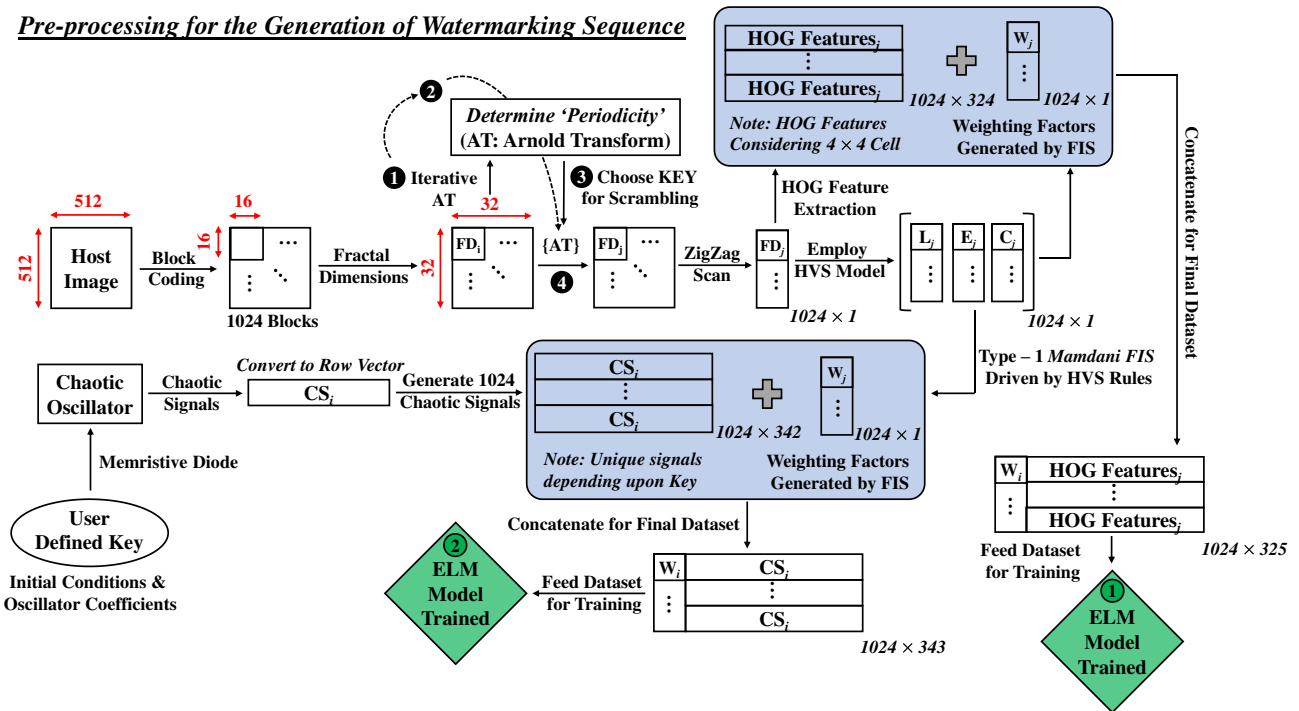 Pre-processing for the Generation of Watermarking Sequence
HOG Features_j
⋮
HOG Features_j
1024 × 324
W_j
⋮
1024 × 1
Note: HOG Features
Considering 4 × 4 Cell
Weighting Factors
Generated by FIS
Concatenate for Final Dataset
2
Determine ‘Periodicity’
(AT: Arnold Transform)
1 Iterative
AT
3 Choose KEY
for Scrambling
HOG Feature
Extraction
512
512
Host
Image
Block
Coding
16
16
⋯
⋮
⋱
1024 Blocks
Fractal
Dimensions
32
32
FD_i
⋯
⋮
⋱
{AT}
4
FD_j
⋯
⋮
⋱
ZigZag
Scan
FD_j
⋮
1024 × 1
Employ
HVS Model
L_j E_j C_j
⋮ ⋮ ⋮
1024 × 1
Type – 1 Mamdani FIS
Driven by HVS Rules
Chaotic
Oscillator
Chaotic
Signals
Convert to Row Vector
CS_i
Generate 1024
Chaotic Signals
CS_i
⋮
CS_i
1024 × 342
W_j
⋮
1024 × 1
Note: Unique signals
depending upon Key
Weighting Factors
Generated by FIS
Memristive Diode
User
Defined Key
Initial Conditions &
Oscillator Coefficients
Concatenate for Final Dataset
W_i CS_i
⋮ ⋮
CS_i
1024 × 343
Feed Dataset
for Training
2
ELM
Model
Trained
W_i HOG Features_j
⋮ ⋮
HOG Features_j
1024 × 325
Feed Dataset
for Training
1
ELM
Model
Trained